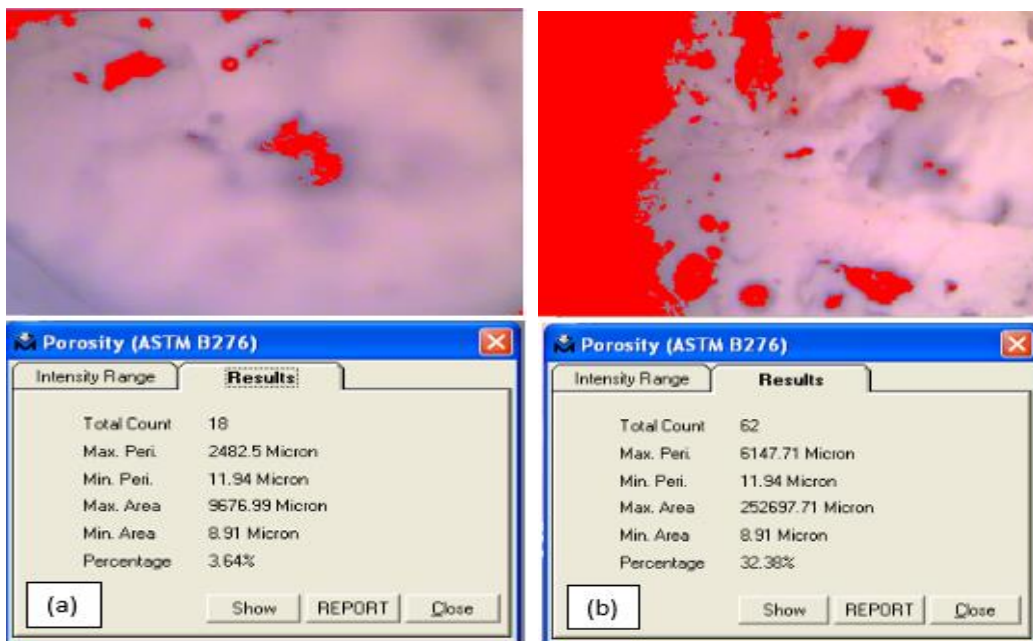 Porosity (ASTM B276)
Intensity Range
Results
Total Count 18
Max. Peri. 2482.5 Micron
Min. Peri. 11.94 Micron
Max. Area 9676.99 Micron
Min. Area 8.91 Micron
Percentage 3.64%
(a)
Show
REPORT
Close
Porosity (ASTM B276)
Intensity Range
Results
Total Count 62
Max. Peri. 6147.71 Micron
Min. Peri. 11.94 Micron
Max. Area 252697.71 Micron
Min. Area 8.91 Micron
Percentage 32.38%
(b)
Show
REPORT
Close